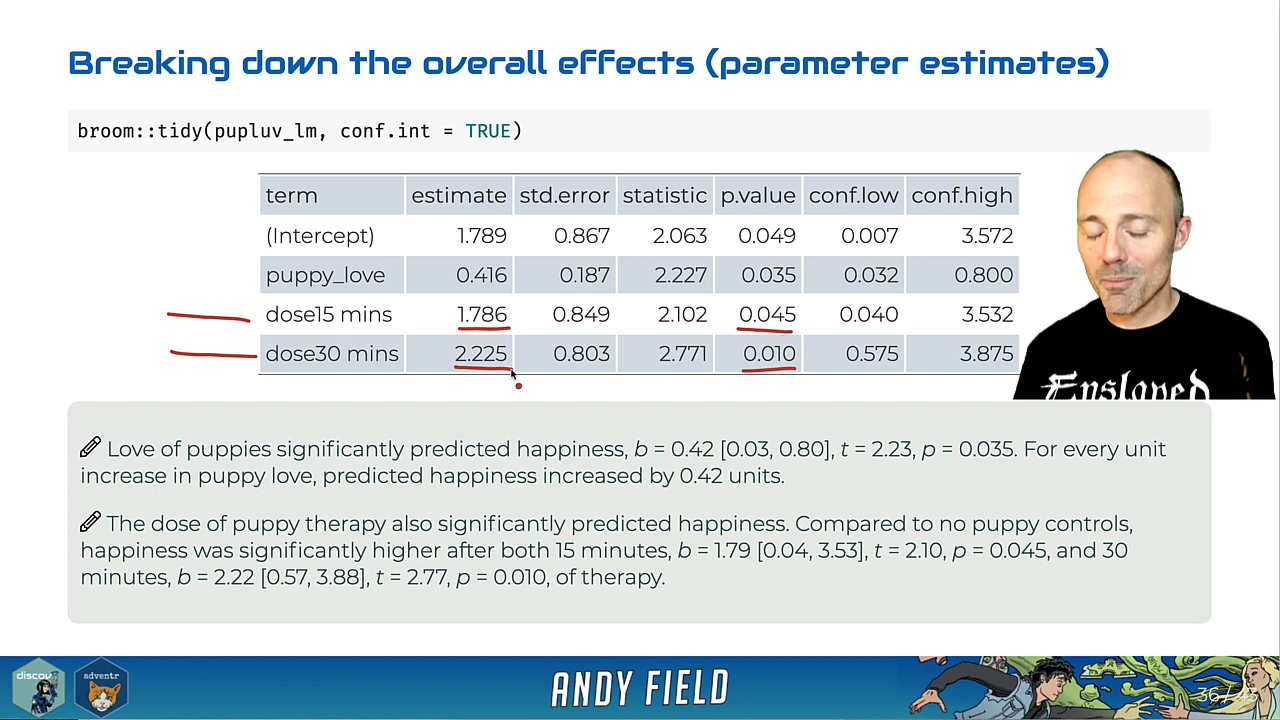 Breaking down the overall effects (parameter estimates)
broom::tidy(pupluv_lm, conf.int = TRUE)
term estimate std.error statistic p.value conf.low conf.high
(Intercept) 1.789 0.867 2.063 0.049 0.007 3.572
puppy_love 0.416 0.187 2.227 0.035 0.032 0.800
dose15 mins 1.786 0.849 2.102 0.045 0.040 3.532
dose30 mins 2.225 0.803 2.771 0.010 0.575 3.875
Enslaved
Love of puppies significantly predicted happiness, b = 0.42 [0.03, 0.80], t = 2.23, p = 0.035. For every unit
increase in puppy love, predicted happiness increased by 0.42 units.
The dose of puppy therapy also significantly predicted happiness. Compared to no puppy controls,
happiness was significantly higher after both 15 minutes, b = 1.79 [0.04, 3.53], t = 2.10, p = 0.045, and 30
minutes, b = 2.22 [0.57, 3.88], t = 2.77, p = 0.010, of therapy.
discov
adventr
ANDY FIELD